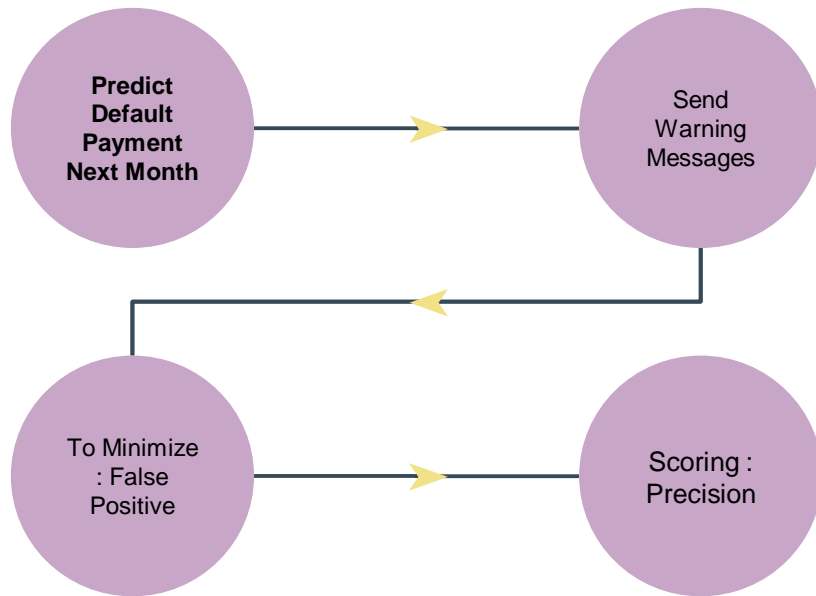 Predict
Default
Payment
Next Month
Send
Warning
Messages
To Minimize
: False
Positive
Scoring :
Precision